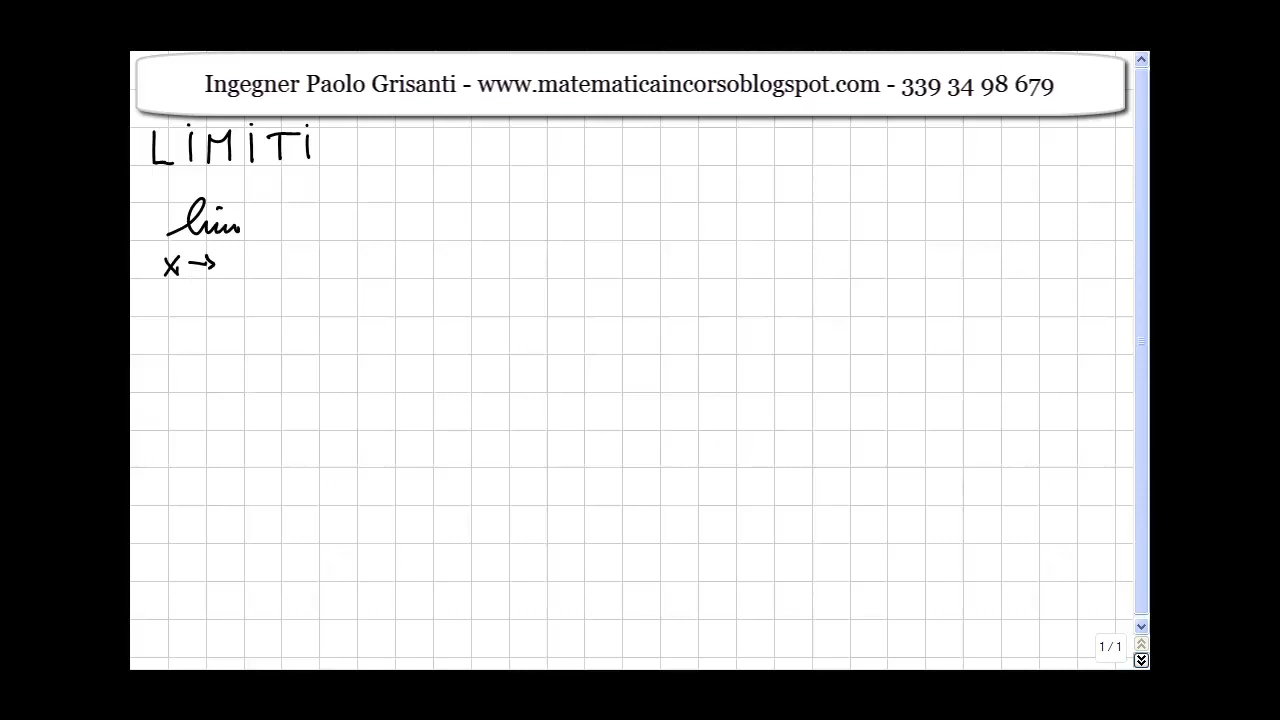 Ingegner Paolo Grisanti - www.matematicaincorsoblogspot.com - 339 34 98 679
LiMiTi
lim
x →
1 / 1